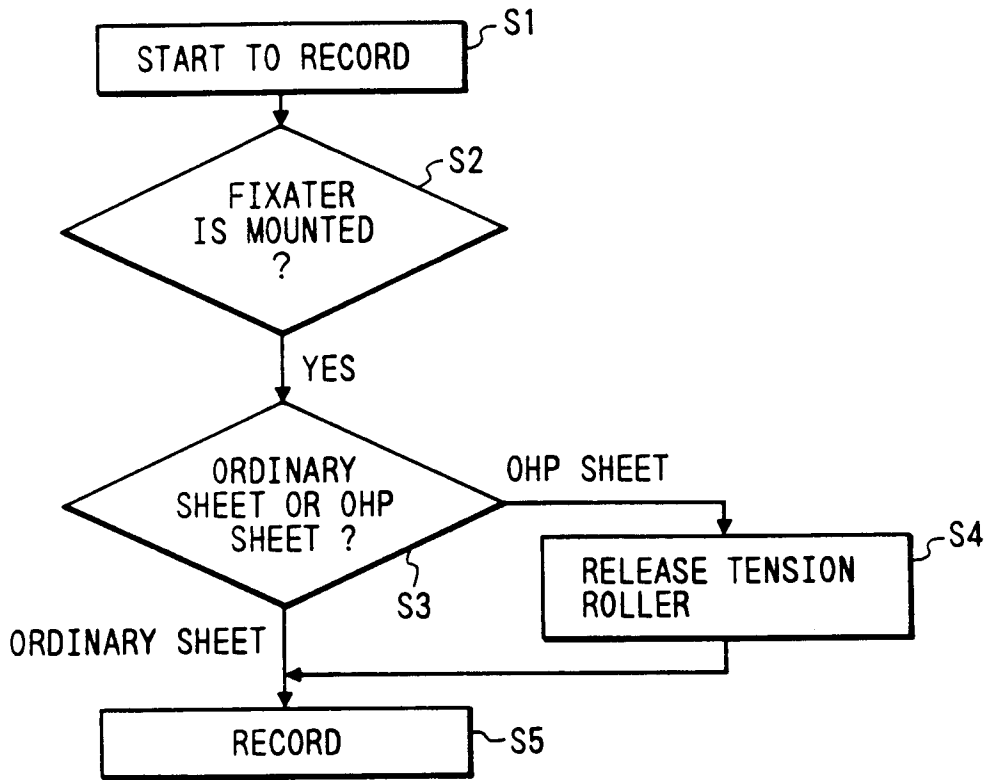 START TO RECORD
S1
FIXATER
IS MOUNTED
?
S2
YES
ORDINARY
SHEET OR OHP
SHEET ?
S3
OHP SHEET
RELEASE TENSION
ROLLER
S4
ORDINARY SHEET
RECORD
S5